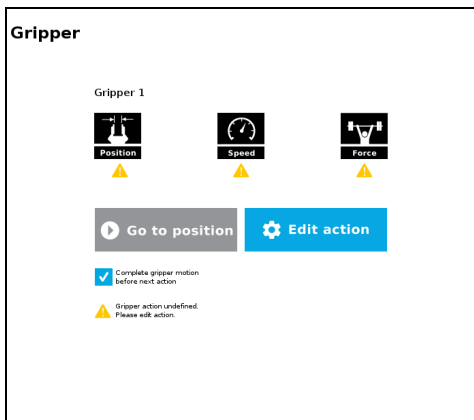 Gripper
Gripper 1
Position
Speed
Force
Go to position
Edit action
Complete gripper motion
before next action
Gripper action undefined.
Please edit action.